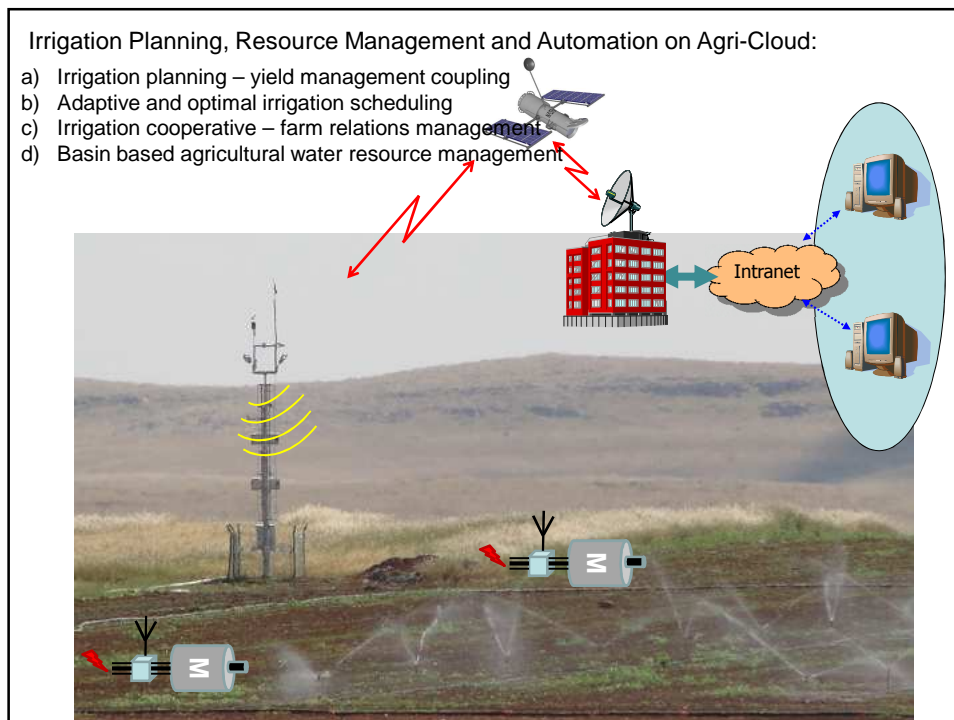 Irrigation Planning, Resource Management and Automation on Agri-Cloud:
a) Irrigation planning – yield management coupling
b) Adaptive and optimal irrigation scheduling
c) Irrigation cooperative – farm relations management
d) Basin based agricultural water resource management
Intranet
M
M